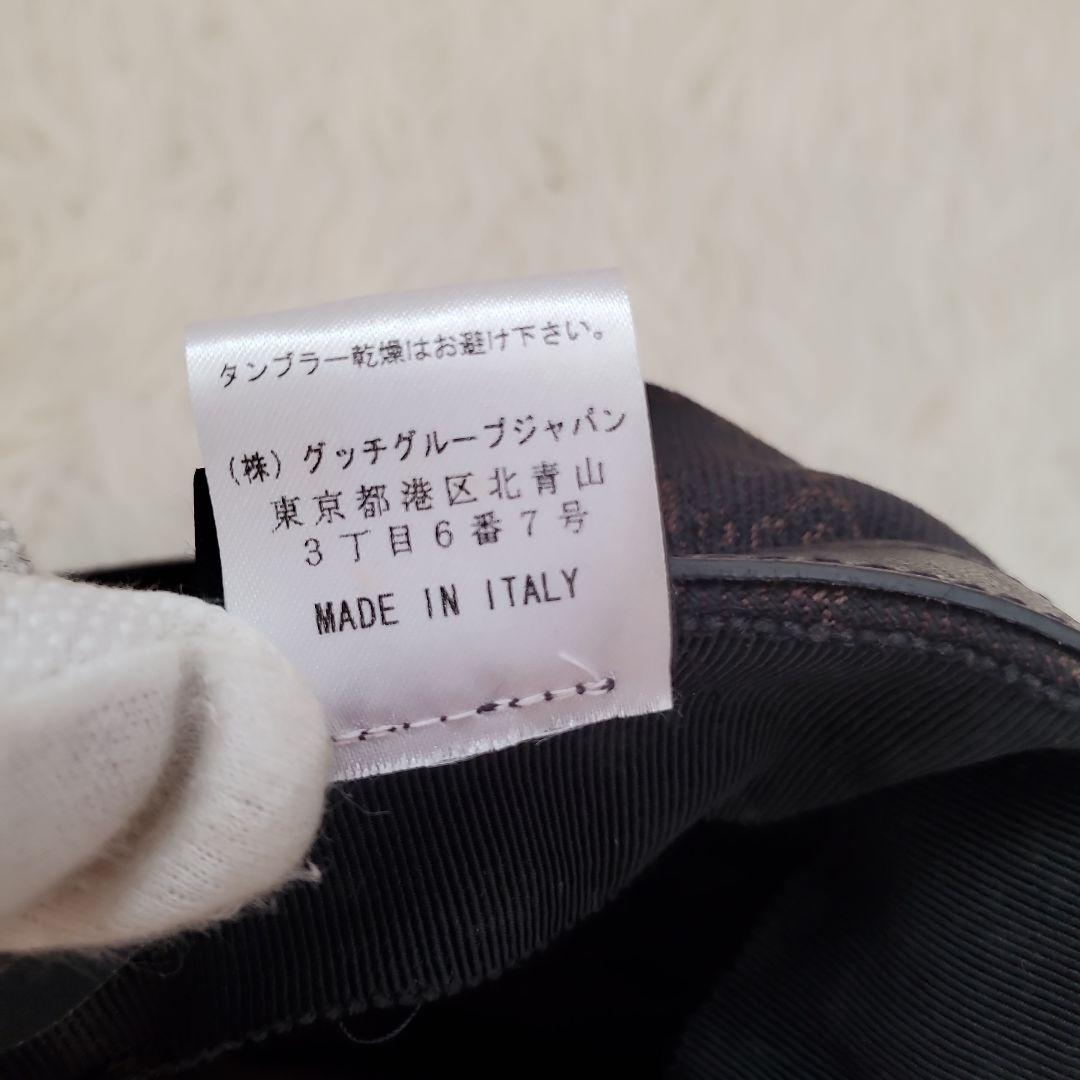 タンブラー乾燥はお避け下さい。
(株)グッチグループジャパン
東京都港区北青山
3丁目6番7号
MADE IN ITALY